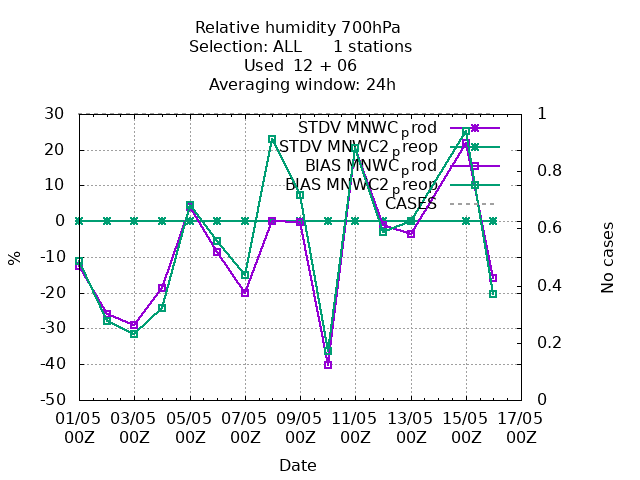 Relative humidity 700hPa
Selection: ALL 1 stations
Used 12 + 06
Averaging window: 24h
30 1
STDV MNWC_prod
20 STDV MNWC2_preop
BIAS MNWC_prod 0.8
10 BIAS MNWC2_preop
CASES
0 0.6
-10
% No cases
-20 0.4
-30
0.2
-40
-50 0
01/05 03/05 05/05 07/05 09/05 11/05 13/05 15/05 17/05
00Z 00Z 00Z 00Z 00Z 00Z 00Z 00Z 00Z
Date